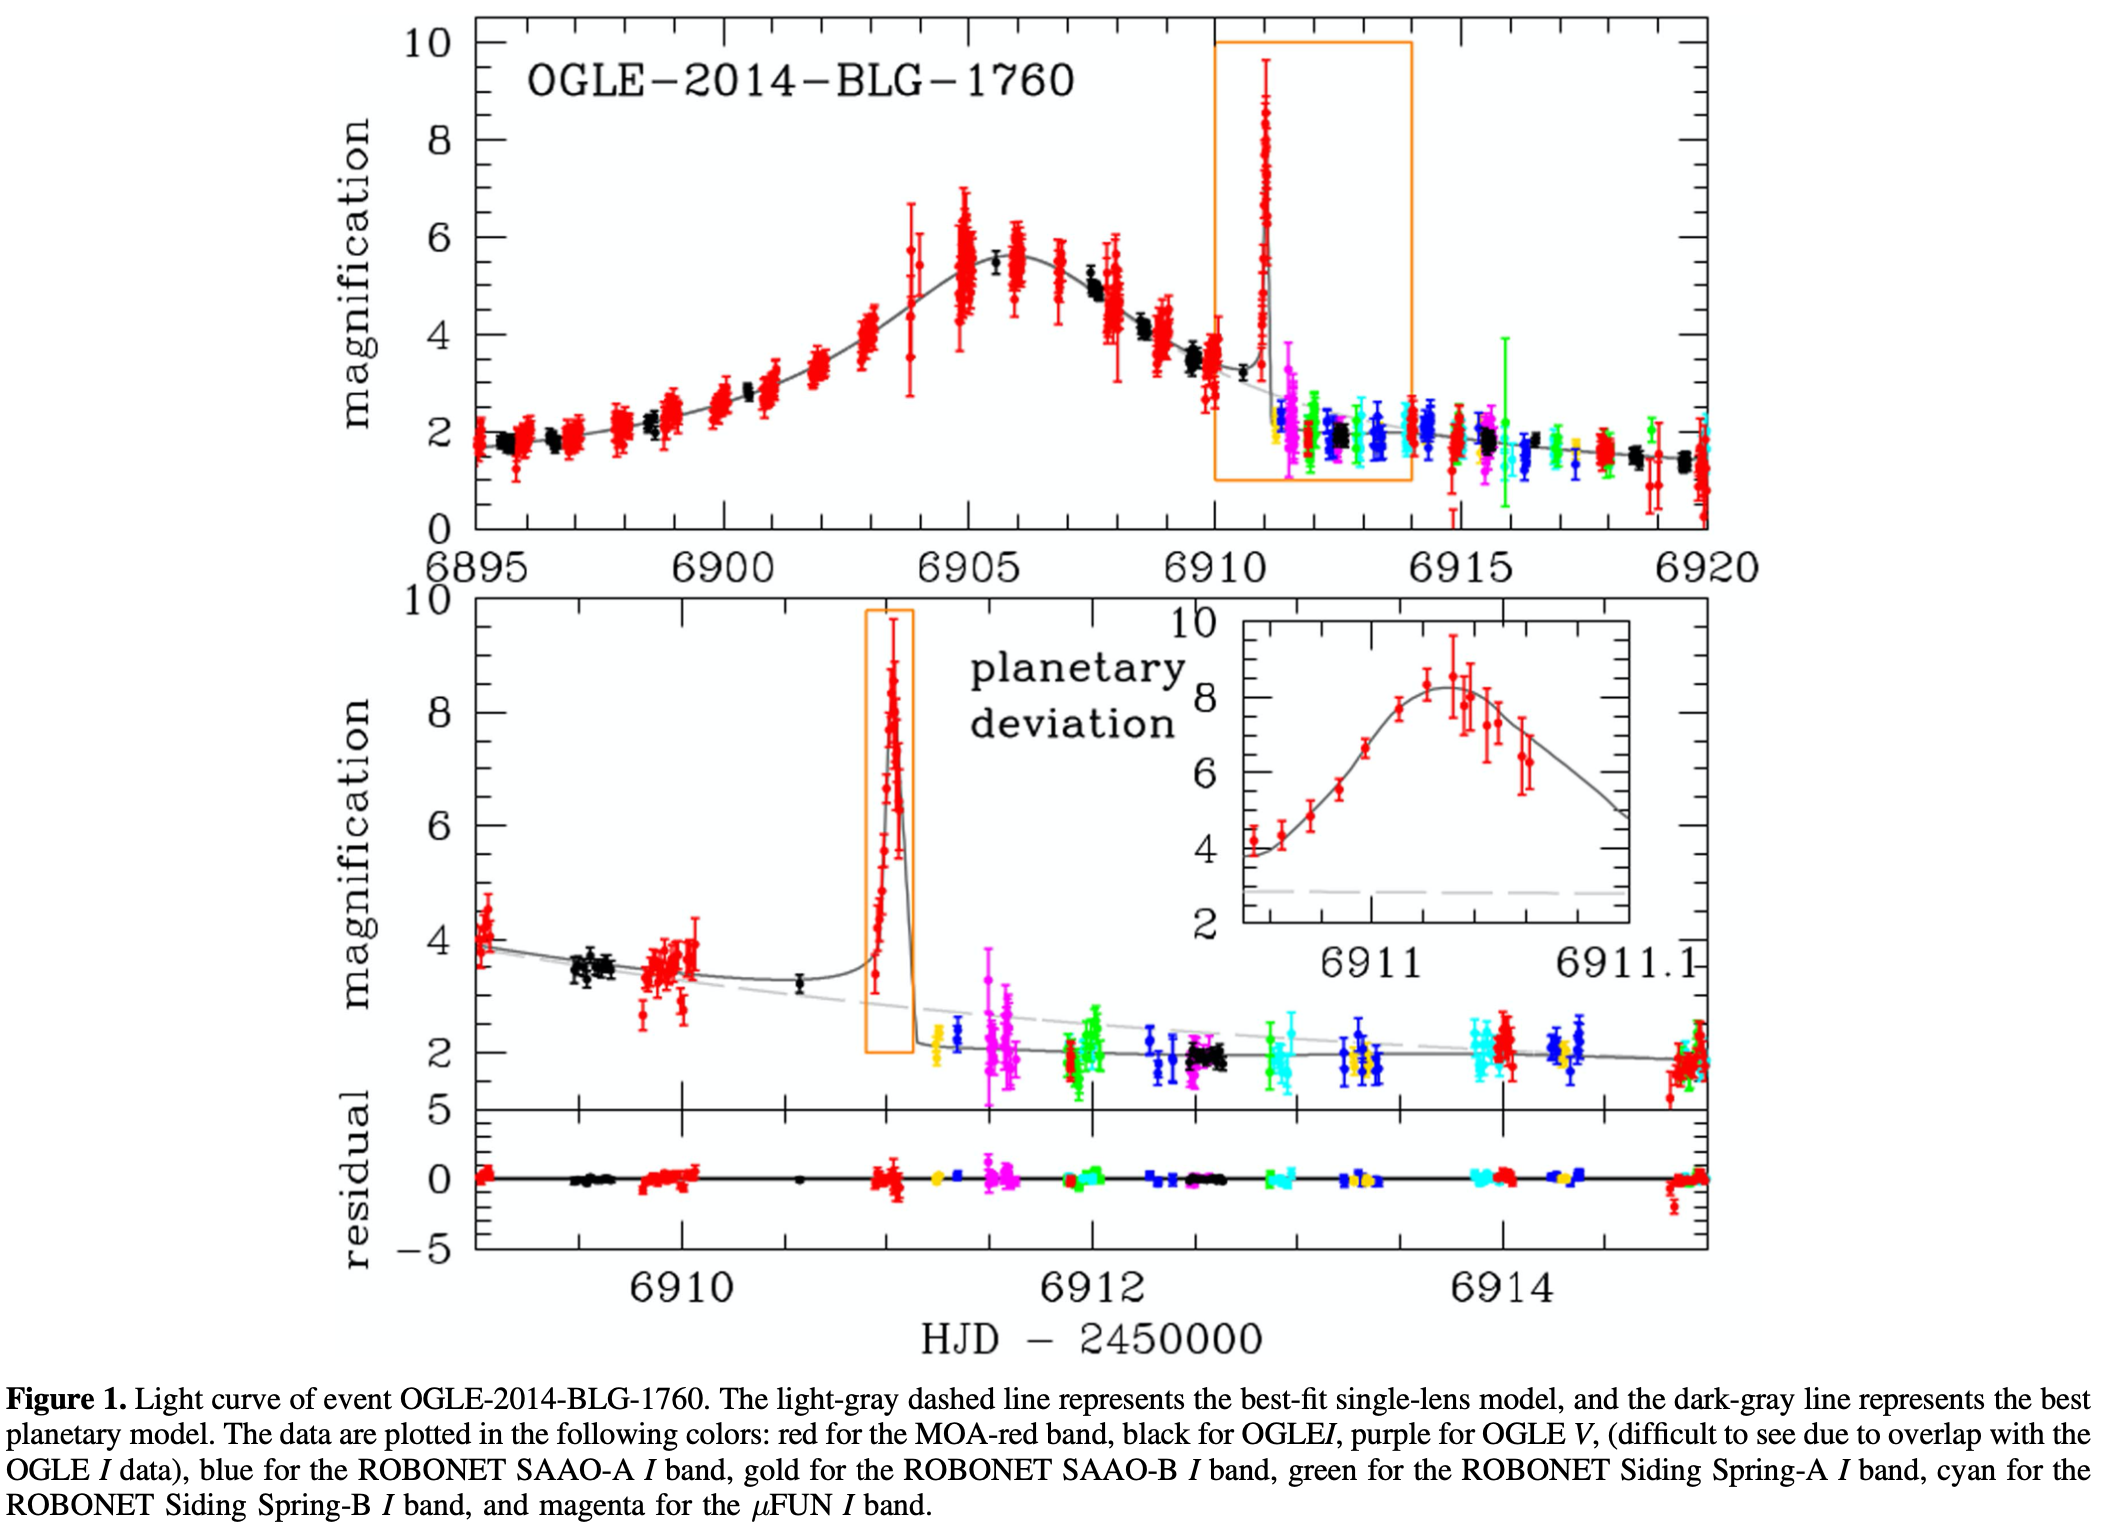 10
OGLE−2014−BLG−1760
8
6
4
2
0
magnification
6895 6900 6905 6910 6915 6920
10
8
6
4
2
magnification
planetary
deviation
10
8
6
4
2
6911 6911.1
5
0
−5
residual
6910 6912 6914
HJD − 2450000
Figure 1. Light curve of event OGLE-2014-BLG-1760. The light-gray dashed line represents the best-fit single-lens model, and the dark-gray line represents the best
planetary model. The data are plotted in the following colors: red for the MOA-red band, black for OGLEI, purple for OGLE V, (difficult to see due to overlap with the
OGLE I data), blue for the ROBONET SAAO-A I band, gold for the ROBONET SAAO-B I band, green for the ROBONET Siding Spring-A I band, cyan for the
ROBONET Siding Spring-B I band, and magenta for the μFUN I band.